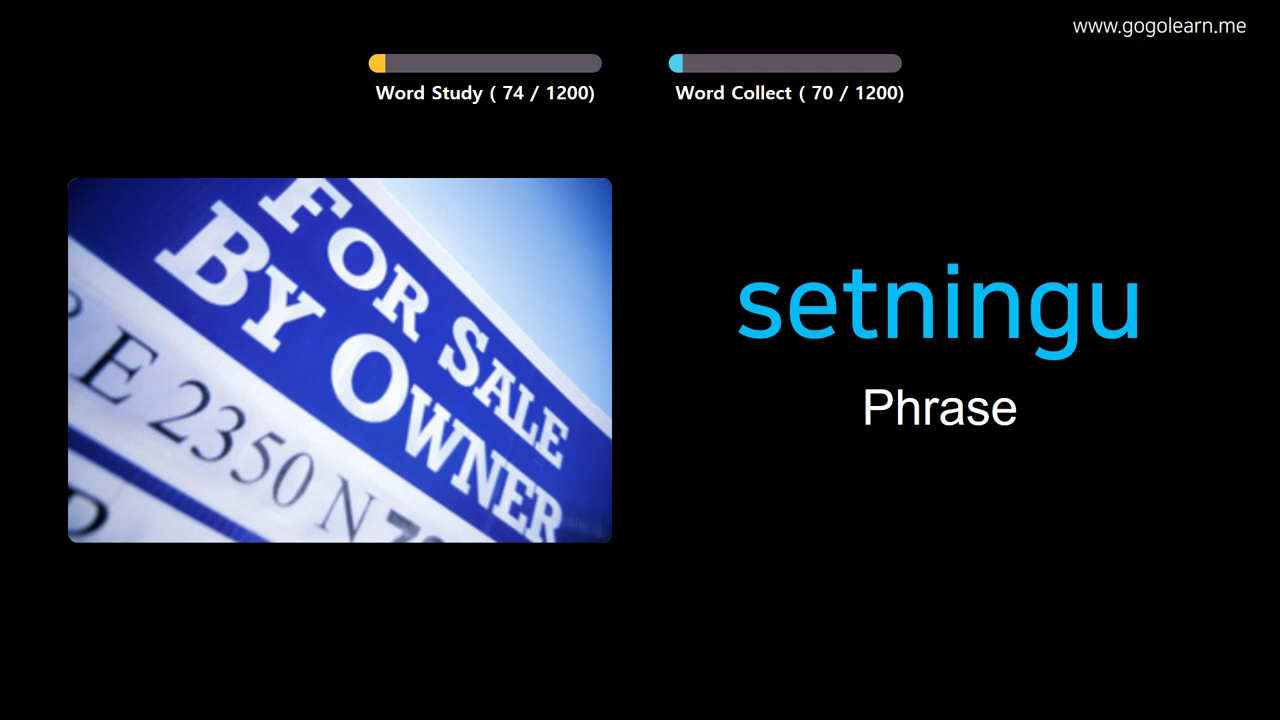 www.gogolearn.me
Word Study ( 74 / 1200)
Word Collect ( 70 / 1200)
FOR SALE
BY OWNER
E 2350 N
setningu
Phrase